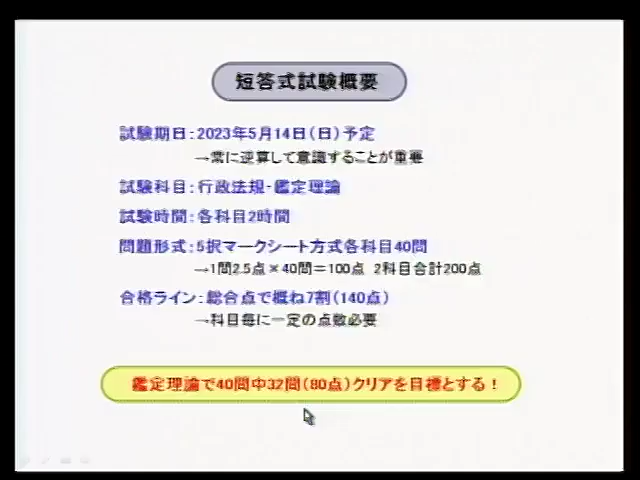 短答式試験概要
試験期日：2023年5月14日（日）予定
→常に逆算して意識することが重要
試験科目：行政法規・鑑定理論
試験時間：各科目2時間
問題形式：5択マークシート方式各科目40問
→1問2.5点×40問＝100点 2科目合計200点
合格ライン：総合点で概ね7割（140点）
→科目毎に一定の点数必要
鑑定理論で40問中32問（80点）クリアを目標とする！